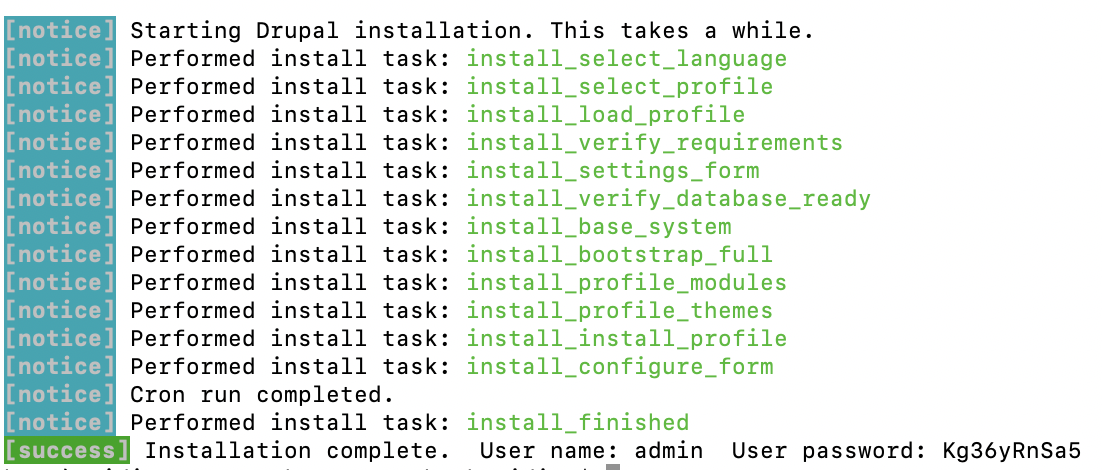 [notice] Starting Drupal installation. This takes a while.
[notice] Performed install task: install_select_language
[notice] Performed install task: install_select_profile
[notice] Performed install task: install_load_profile
[notice] Performed install task: install_verify_requirements
[notice] Performed install task: install_settings_form
[notice] Performed install task: install_verify_database_ready
[notice] Performed install task: install_base_system
[notice] Performed install task: install_bootstrap_full
[notice] Performed install task: install_profile_modules
[notice] Performed install task: install_profile_themes
[notice] Performed install task: install_install_profile
[notice] Performed install task: install_configure_form
[notice] Cron run completed.
[notice] Performed install task: install_finished
[success] Installation complete.  User name: admin  User password: Kg36yRnSa5